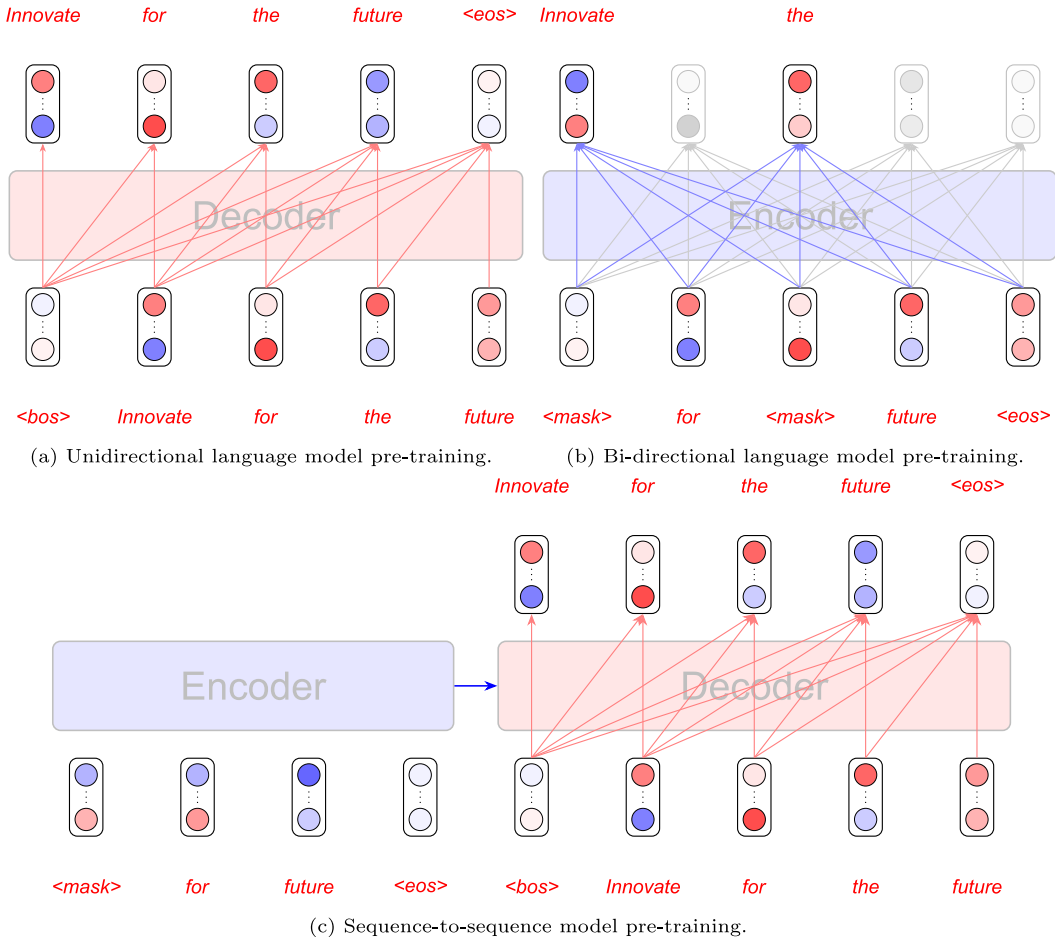 Innovate for the future <eos> Innovate the
Decoder Encoder
<bos> Innovate for the future <mask> for <mask> future <eos>
(a) Unidirectional language model pre-training. (b) Bi-directional language model pre-training.
Innovate for the future <eos>
Encoder Decoder
<mask> for future <eos> <bos> Innovate for the future
(c) Sequence-to-sequence model pre-training.